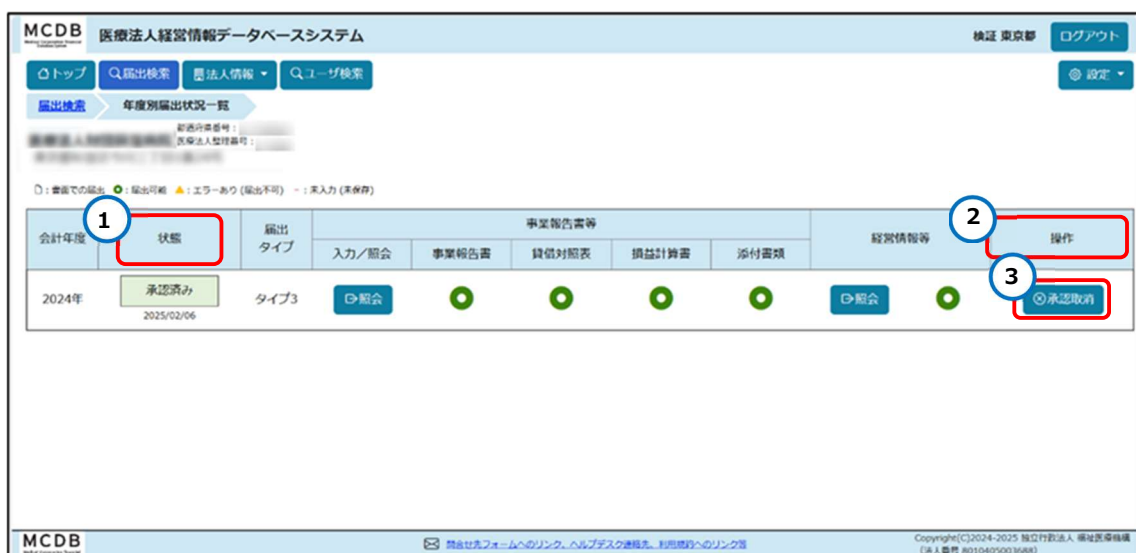 MCDB 医療法人経営情報データベースシステム 検証 東京都 ログアウト
トップ 届出検索 法人情報 ユーザ検索 設定
届出検索 年度別届出状況一覧
都道府県番号：
医療法人整理番号：
：書面での届出 ：届出可能 ：エラーあり (届出不可) －：未入力 (未保存)
1 2
会計年度 状態 届出タイプ 事業報告書等 経営情報等 操作
入力／照会 事業報告書 貸借対照表 損益計算書 添付書類
3
2024年 承認済み タイプ3 照会 照会 承認取消
2025/02/06
MCDB 問合せ先フォームへのリンク、ヘルプデスク連絡先、利用規約へのリンク等 Copyright(C)2024-2025 独立行政法人 福祉医療機構
(法人番号 8010405003688)